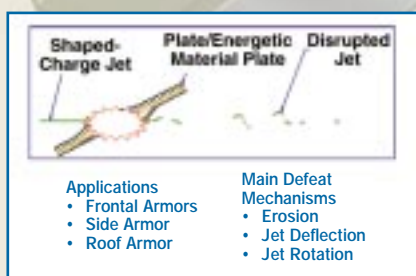 Shaped-
Charge Jet
Plate/Energetic
Material Plate
Disrupted
Jet
Applications
• Frontal Armors
• Side Armor
• Roof Armor
Main Defeat
Mechanisms
• Erosion
• Jet Deflection
• Jet Rotation